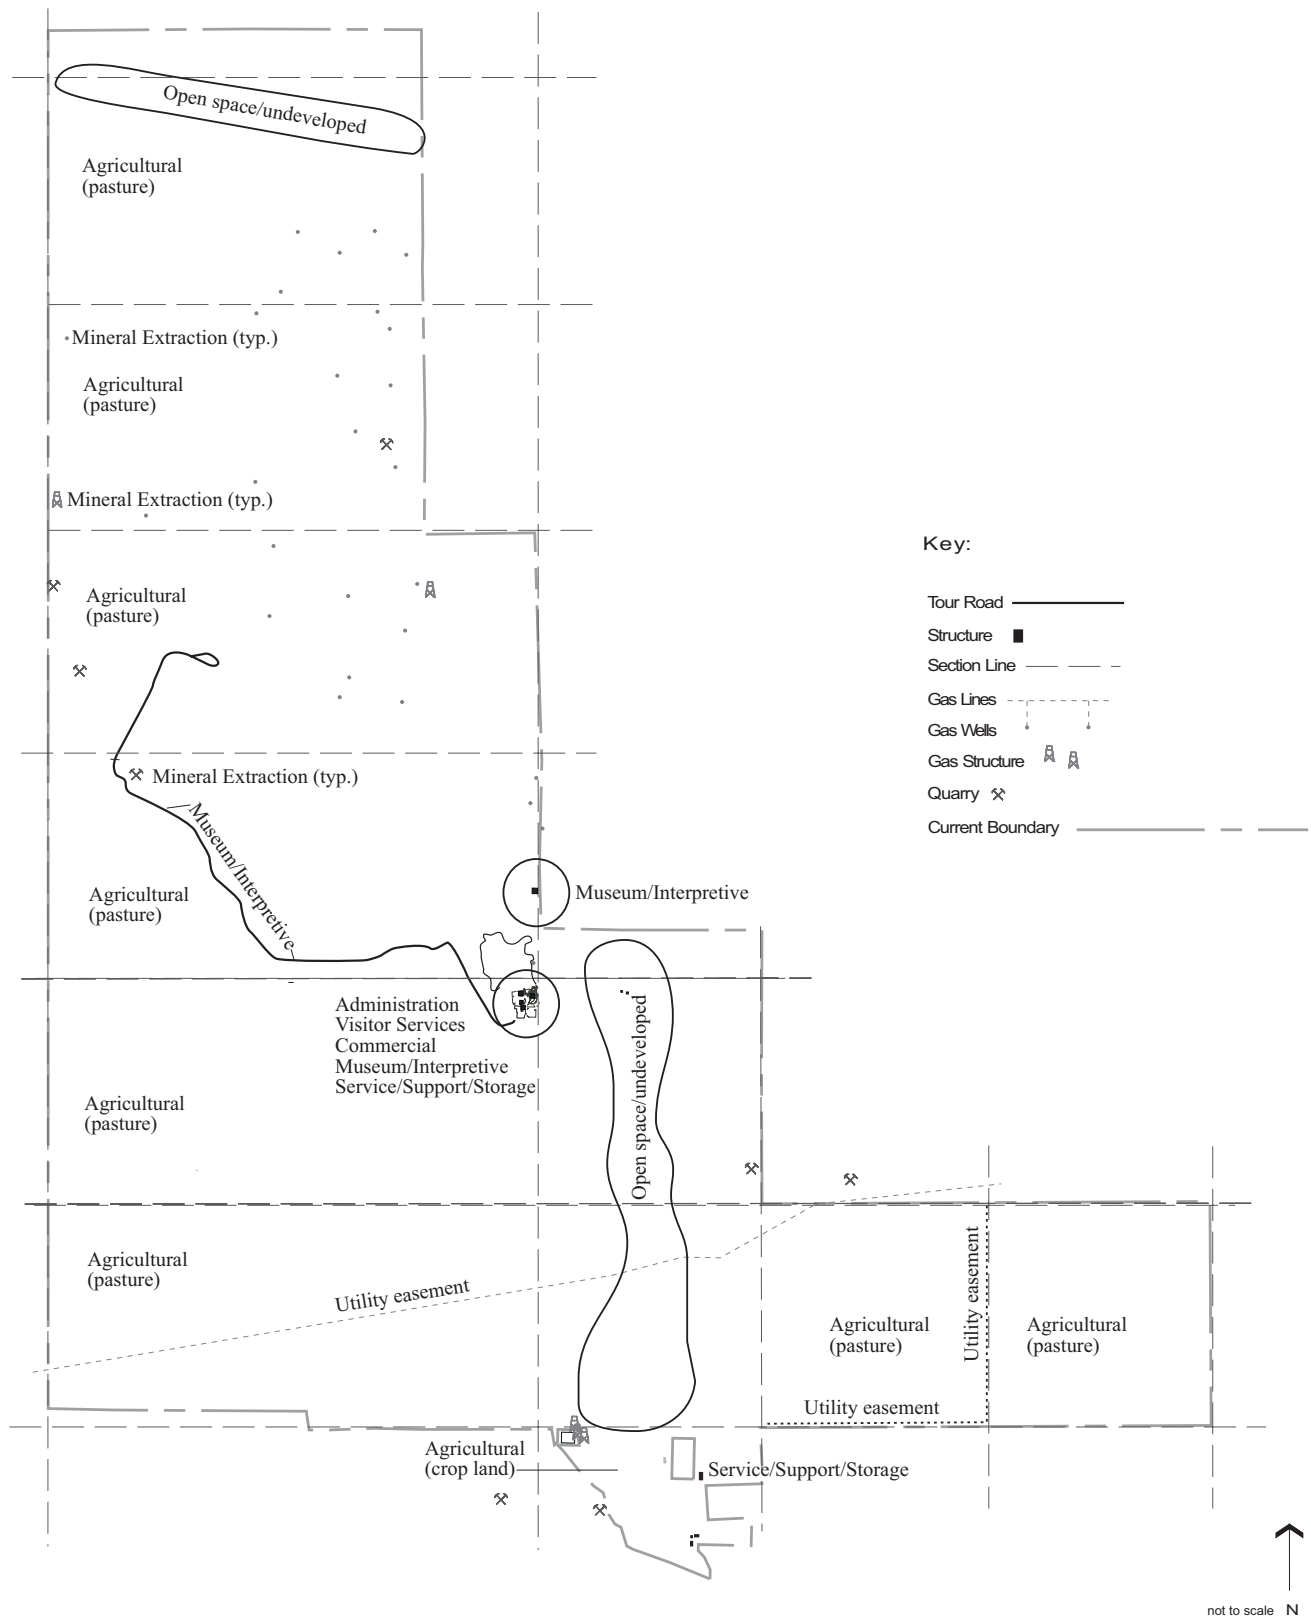 Open space/undeveloped
Agricultural
(pasture)
Mineral Extraction (typ.)
Agricultural
(pasture)
Mineral Extraction (typ.)
Agricultural
(pasture)
Mineral Extraction (typ.)
Museum/Interpretive
Agricultural
(pasture)
Museum/Interpretive
Administration
Visitor Services
Commercial
Museum/Interpretive
Service/Support/Storage
Open space/undeveloped
Agricultural
(pasture)
Agricultural
(pasture)
Utility easement
Agricultural
(pasture)
Utility easement
Agricultural
(pasture)
Utility easement
Agricultural
(crop land)
Service/Support/Storage
Key:
Tour Road
Structure
Section Line
Gas Lines
Gas Wells
Gas Structure
Quarry
Current Boundary
not to scale N